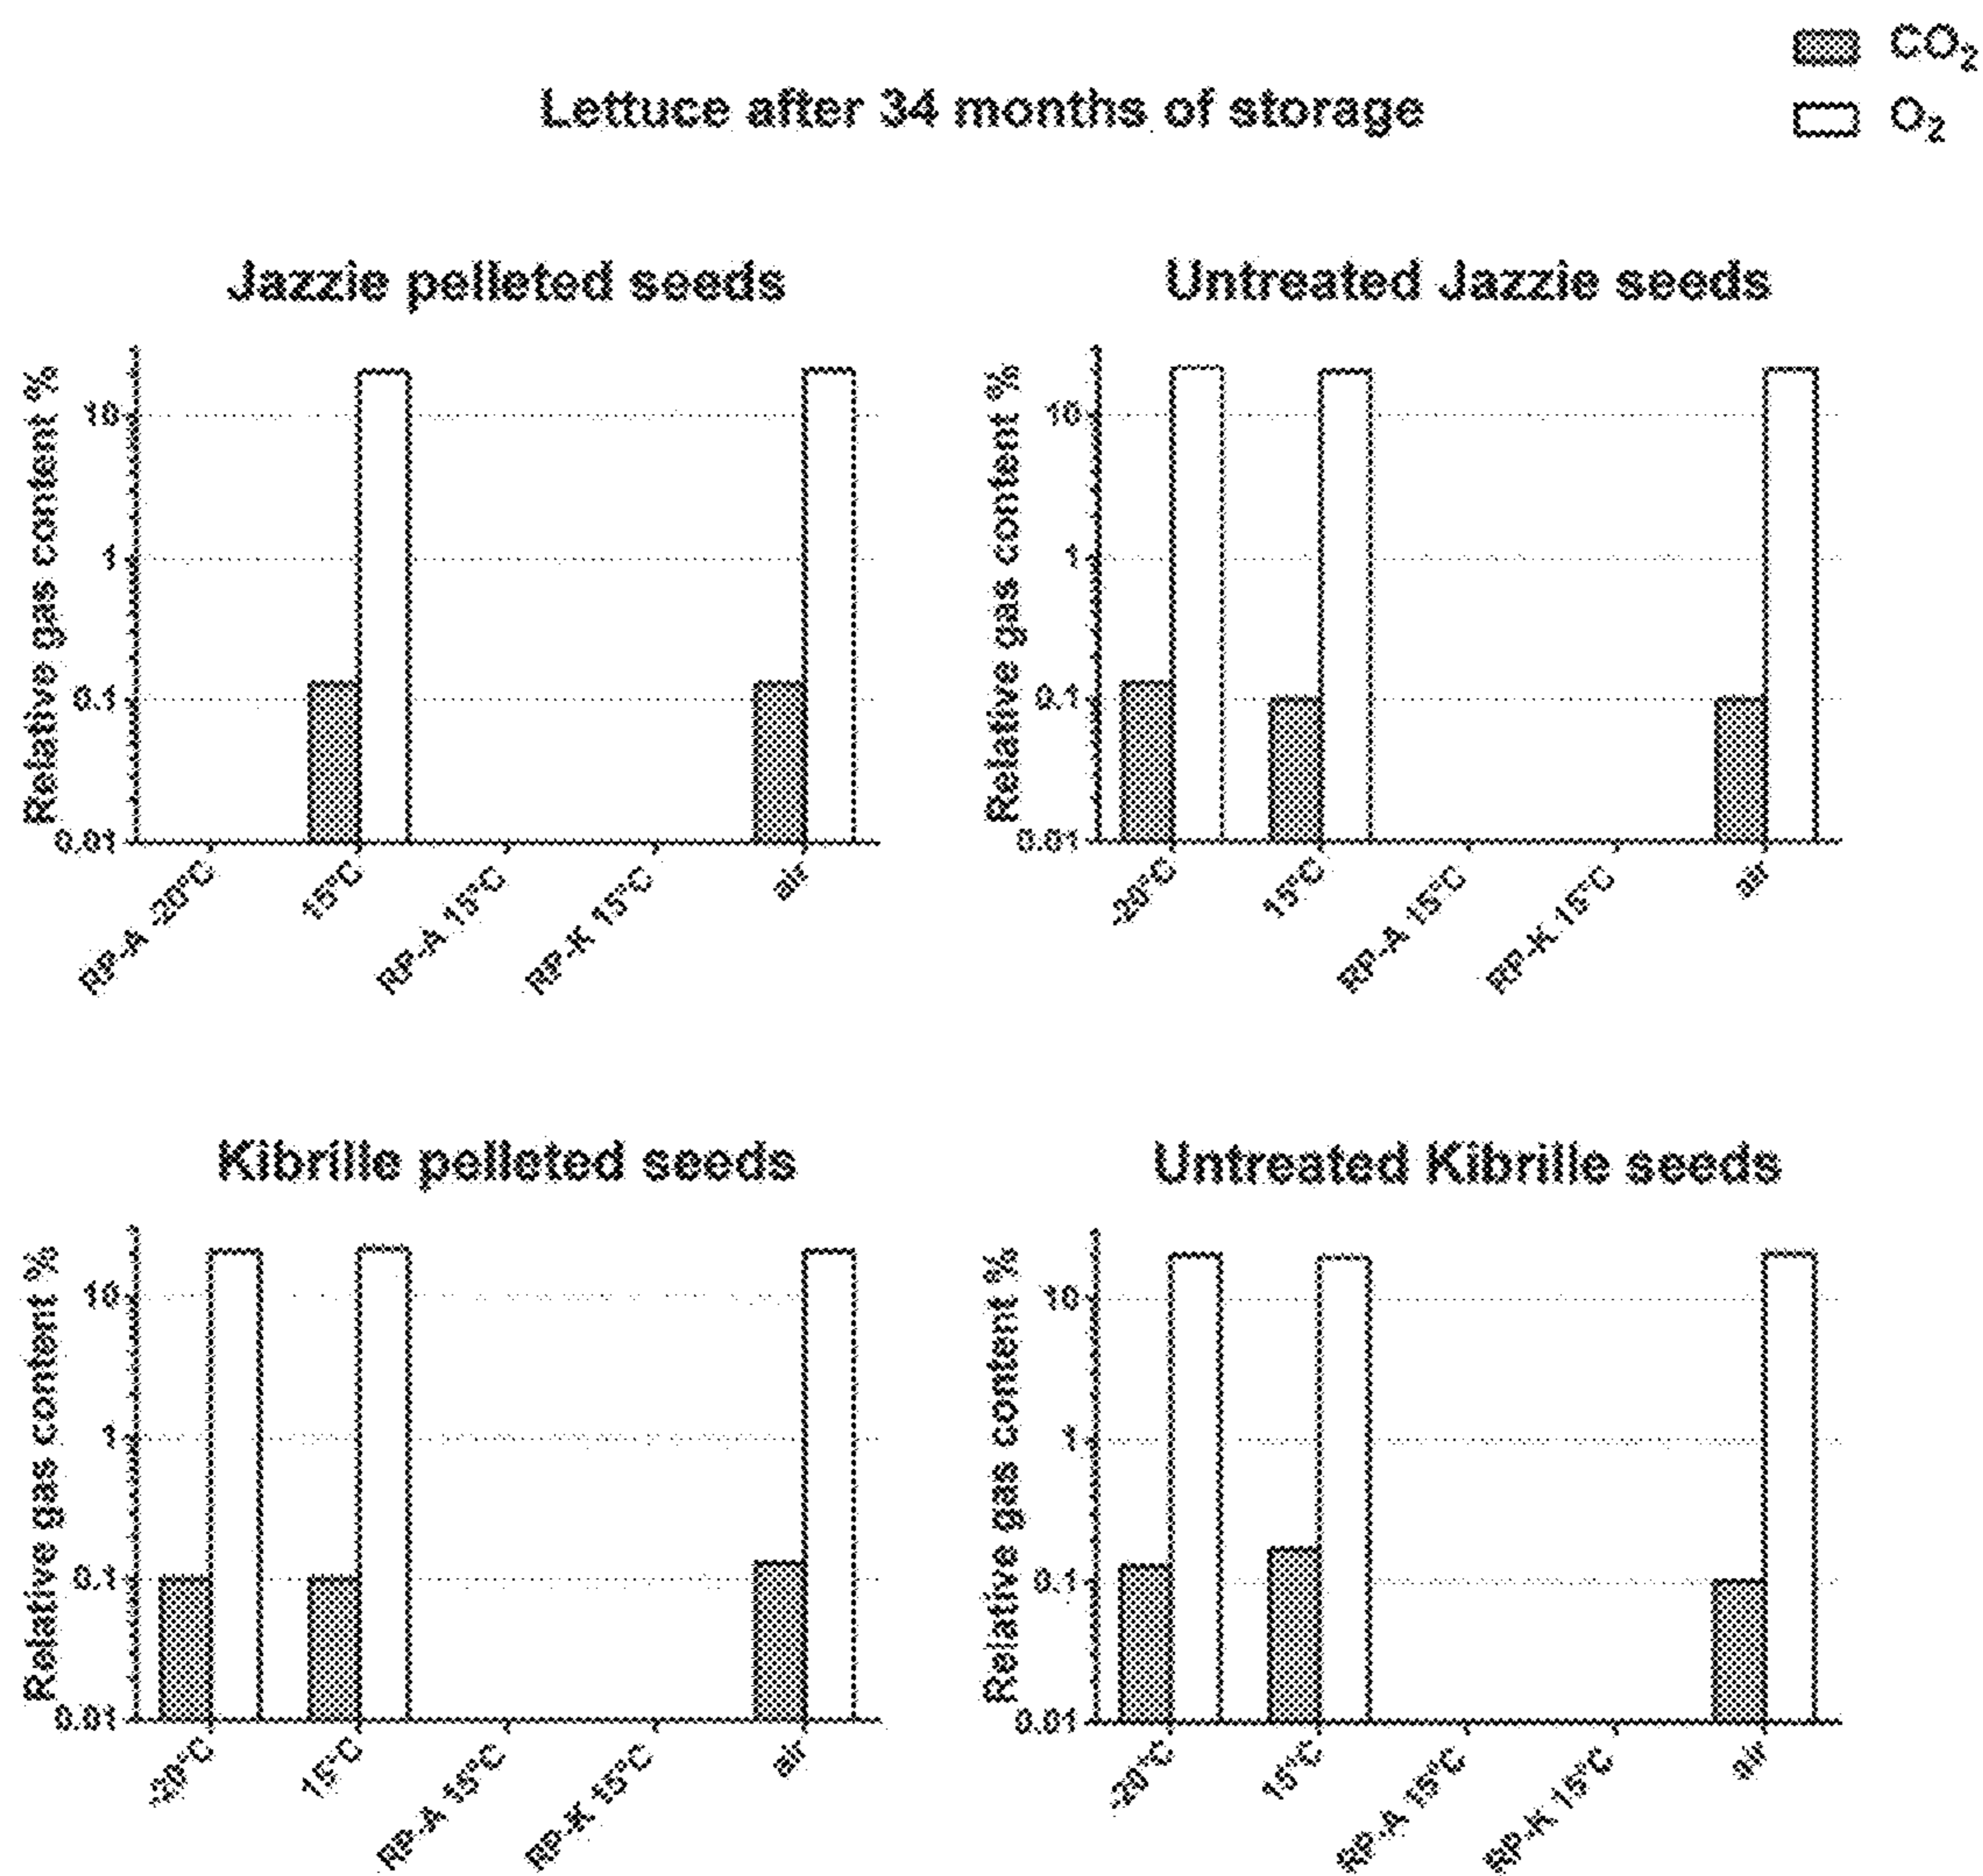 CO₂
O₂
Lettuce after 34 months of storage
Jazzie pelleted seeds
Relative gas content %
10
1
0.1
0.01
RP-A -20°C
15°C
RP-A 15°C
RP-K 15°C
air
Untreated Jazzie seeds
Relative gas content %
10
1
0.1
0.01
-20°C
15°C
RP-A 15°C
RP-K 15°C
air
Kibrille pelleted seeds
Relative gas content %
10
1
0.1
0.01
-20°C
15°C
RP-A 15°C
RP-K 15°C
air
Untreated Kibrille seeds
Relative gas content %
10
1
0.1
0.01
-20°C
15°C
RP-A 15°C
RP-K 15°C
air